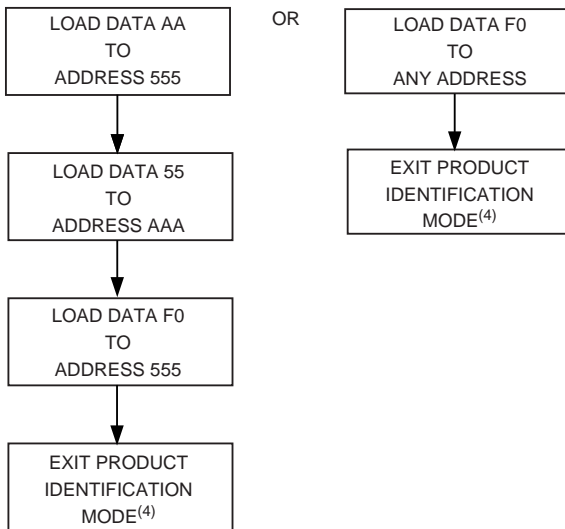 LOAD DATA AA
TO
ADDRESS 555
LOAD DATA 55
TO
ADDRESS AAA
LOAD DATA F0
TO
ADDRESS 555
EXIT PRODUCT
IDENTIFICATION
MODE(4)
OR
LOAD DATA F0
TO
ANY ADDRESS
EXIT PRODUCT
IDENTIFICATION
MODE(4)